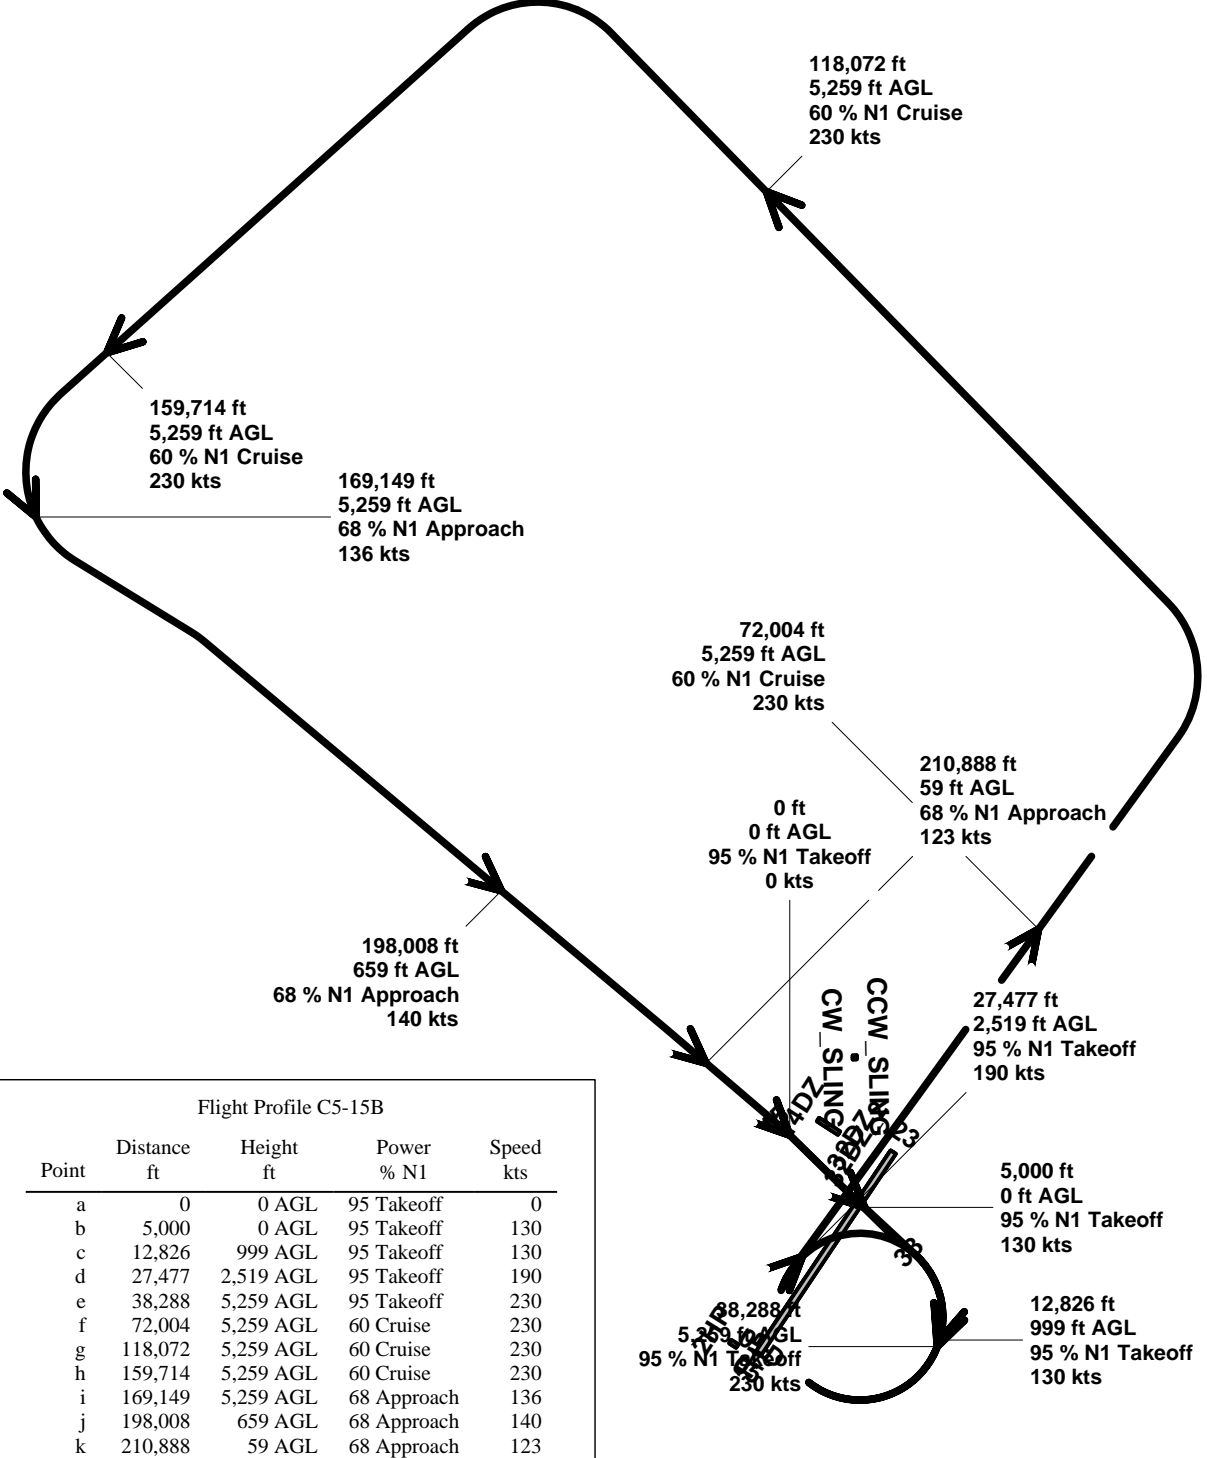 118,072 ft
5,259 ft AGL
60 % N1 Cruise
230 kts
159,714 ft
5,259 ft AGL
60 % N1 Cruise
230 kts
169,149 ft
5,259 ft AGL
68 % N1 Approach
136 kts
72,004 ft
5,259 ft AGL
60 % N1 Cruise
230 kts
210,888 ft
59 ft AGL
68 % N1 Approach
123 kts
0 ft
0 ft AGL
95 % N1 Takeoff
0 kts
198,008 ft
659 ft AGL
68 % N1 Approach
140 kts
27,477 ft
2,519 ft AGL
95 % N1 Takeoff
190 kts
CW_SLING
CCW_SLING
23
33
5,000 ft
0 ft AGL
95 % N1 Takeoff
130 kts
38,288 ft
5,259 ft AGL
95 % N1 Takeoff
230 kts
12,826 ft
999 ft AGL
95 % N1 Takeoff
130 kts
Flight Profile C5-15B
Distance Height Power Speed
Point ft ft % N1 kts
a 0 0 AGL 95 Takeoff 0
b 5,000 0 AGL 95 Takeoff 130
c 12,826 999 AGL 95 Takeoff 130
d 27,477 2,519 AGL 95 Takeoff 190
e 38,288 5,259 AGL 95 Takeoff 230
f 72,004 5,259 AGL 60 Cruise 230
g 118,072 5,259 AGL 60 Cruise 230
h 159,714 5,259 AGL 60 Cruise 230
i 169,149 5,259 AGL 68 Approach 136
j 198,008 659 AGL 68 Approach 140
k 210,888 59 AGL 68 Approach 123